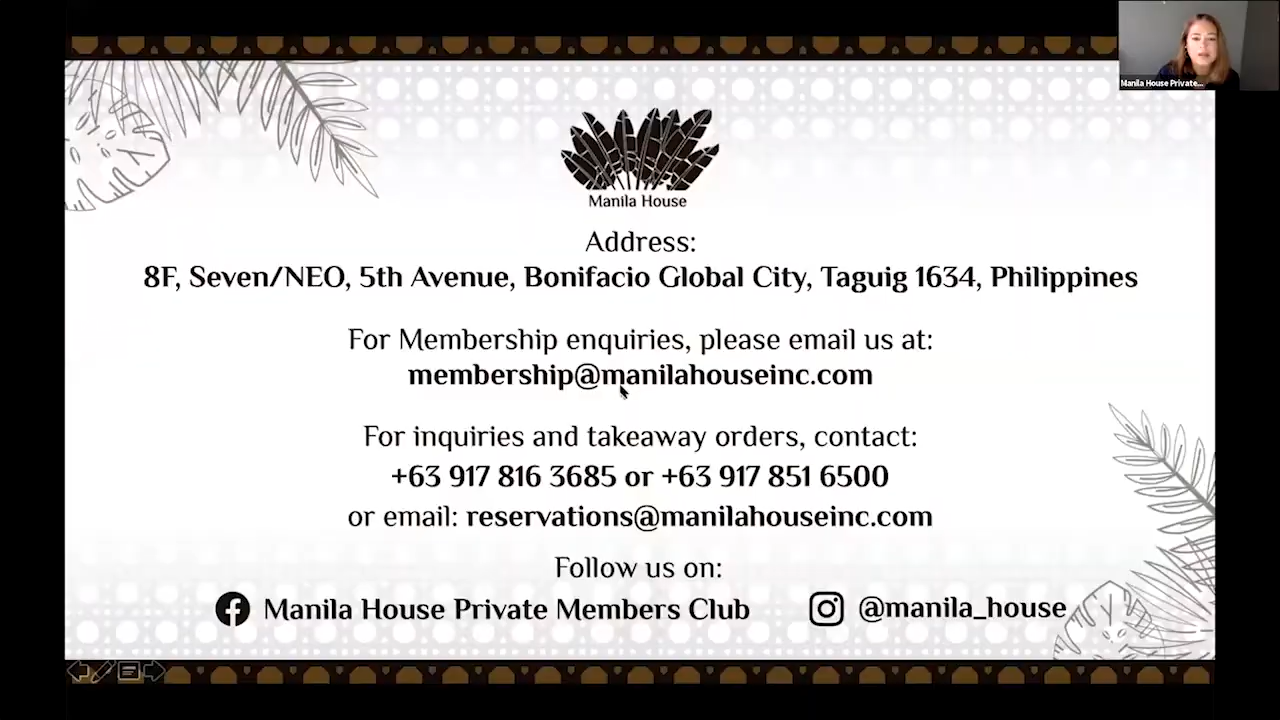 Manila House Private...
Manila House
Address:
8F, Seven/NEO, 5th Avenue, Bonifacio Global City, Taguig 1634, Philippines
For Membership enquiries, please email us at:
membership@manilahouseinc.com
For inquiries and takeaway orders, contact:
+63 917 816 3685 or +63 917 851 6500
or email: reservations@manilahouseinc.com
Follow us on:
Manila House Private Members Club
@manila_house